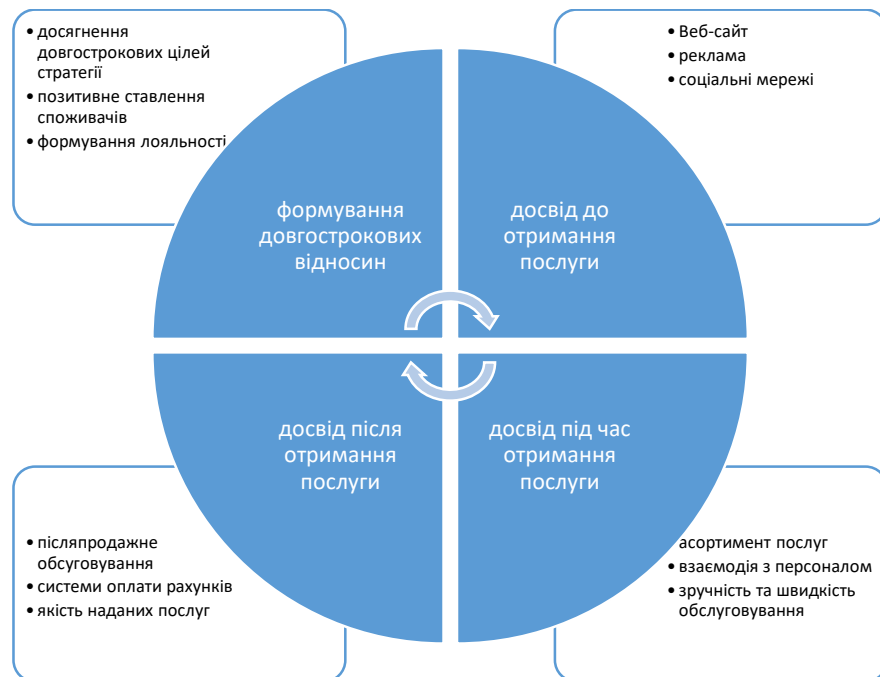 • досягнення
довгострокових цілей
стратегії
• позитивне ставлення
споживачів
• формування лояльності
• Веб-сайт
• реклама
• соціальні мережі
формування
довгострокових
відносин
досвід до
отримання
послуги
досвід після
отримання
послуги
досвід під час
отримання
послуги
• післяпродажне
обсуговування
• системи оплати рахунків
• якість наданих послуг
асортимент послуг
• взаємодія з персоналом
• зручність та швидкість
обслуговування